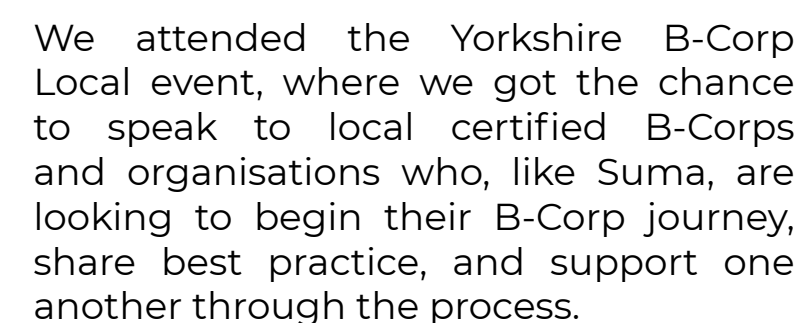 We attended the Yorkshire B-Corp
Local event, where we got the chance
to speak to local certified B-Corps
and organisations who, like Suma, are
looking to begin their B-Corp journey,
share best practice, and support one
another through the process.